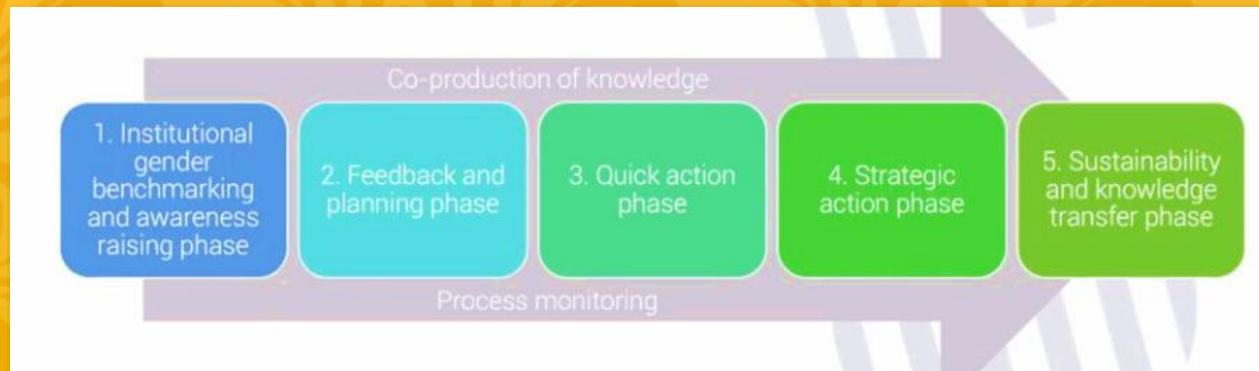 Co-production of knowledge
1. Institutional
gender
benchmarking
and awareness
raising phase
2. Feedback and
planning phase
3. Quick action
phase
4. Strategic
action phase
5. Sustainability
and knowledge
transfer phase
Process monitoring